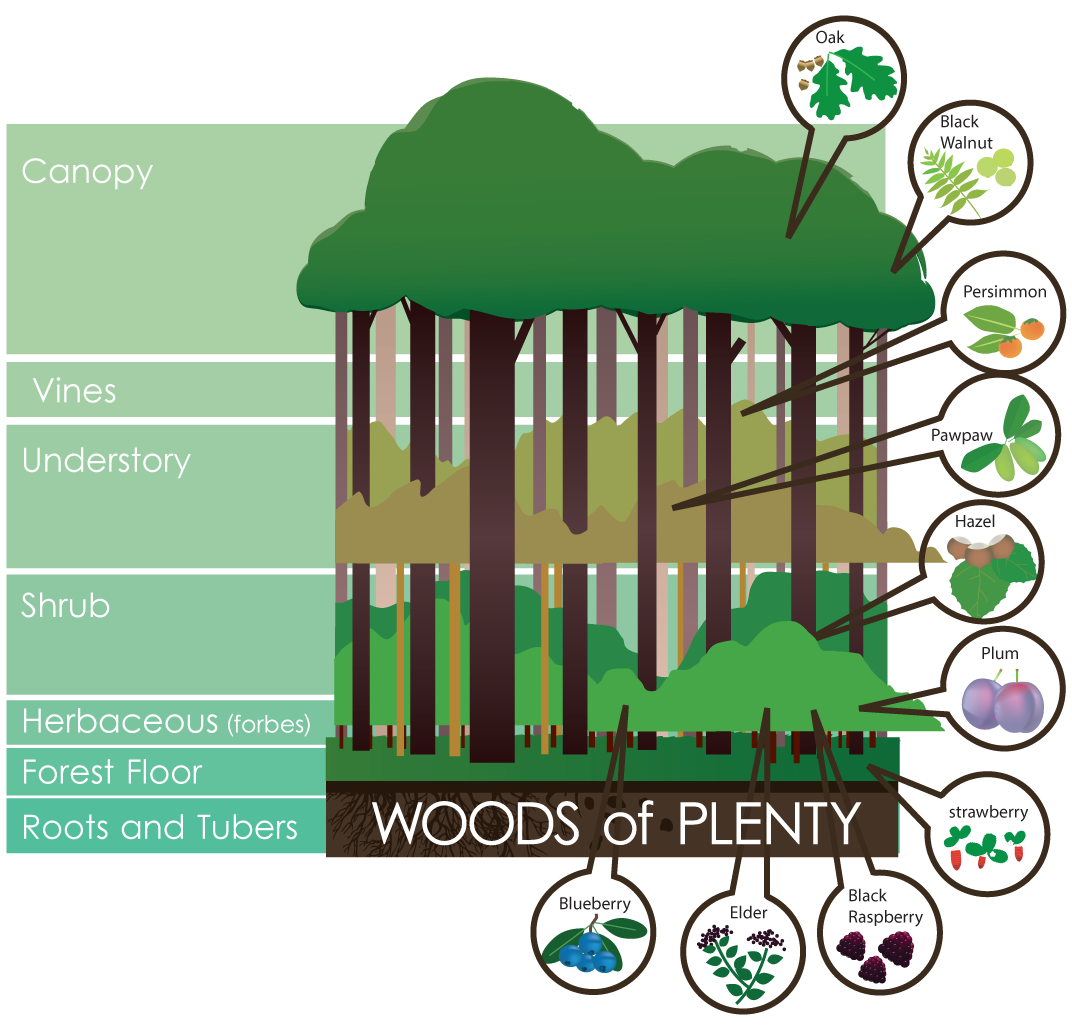 Oak
Black
Walnut
Canopy
Persimmon
Vines
Pawpaw
Understory
Hazel
Shrub
Plum
Herbaceous (forbes)
Forest Floor
strawberry
Roots and Tubers
WOODS of PLENTY
Blueberry
Elder
Black
Raspberry